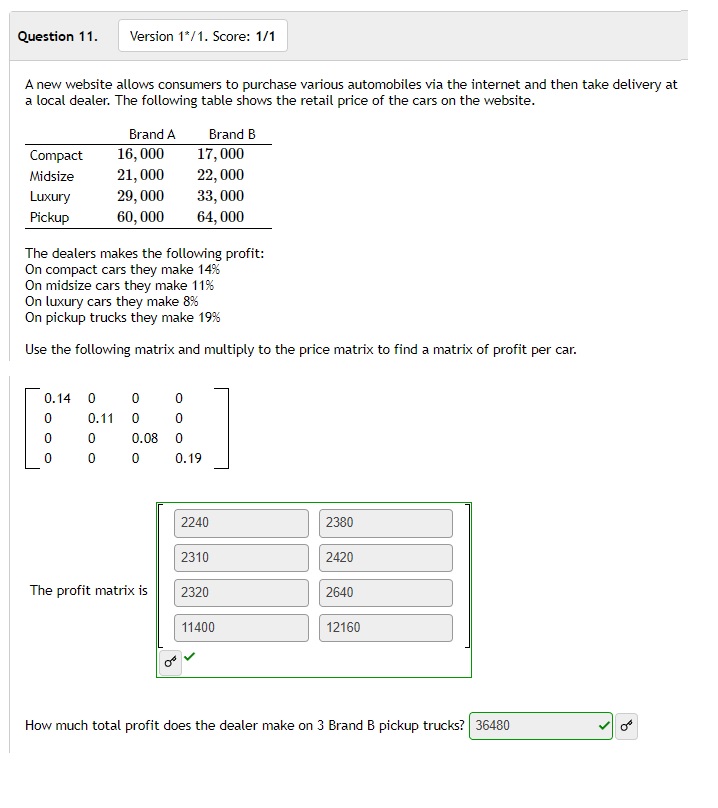 Question 11. Version 1*/1. Score: 1/1
A new website allows consumers to purchase various automobiles via the internet and then take delivery at
a local dealer. The following table shows the retail price of the cars on the website.
Brand A Brand B
Compact 16,000 17,000
Midsize 21,000 22,000
Luxury 29,000 33,000
Pickup 60,000 64,000
The dealers makes the following profit:
On compact cars they make 14%
On midsize cars they make 11%
On luxury cars they make 8%
On pickup trucks they make 19%
Use the following matrix and multiply to the price matrix to find a matrix of profit per car.
0.14 0 0 0
0 0.11 0 0
0 0 0.08 0
0 0 0 0.19
2240 2380
2310 2420
The profit matrix is 2320 2640
11400 12160
How much total profit does the dealer make on 3 Brand B pickup trucks? 36480